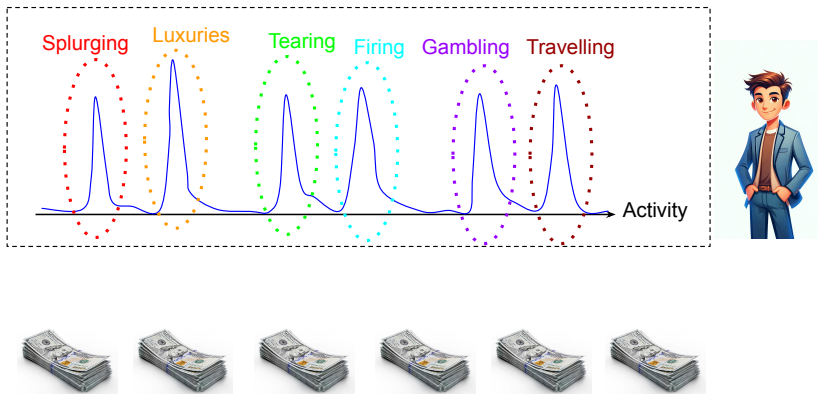 Splurging
Luxuries
Tearing
Firing
Gambling
Travelling
Activity